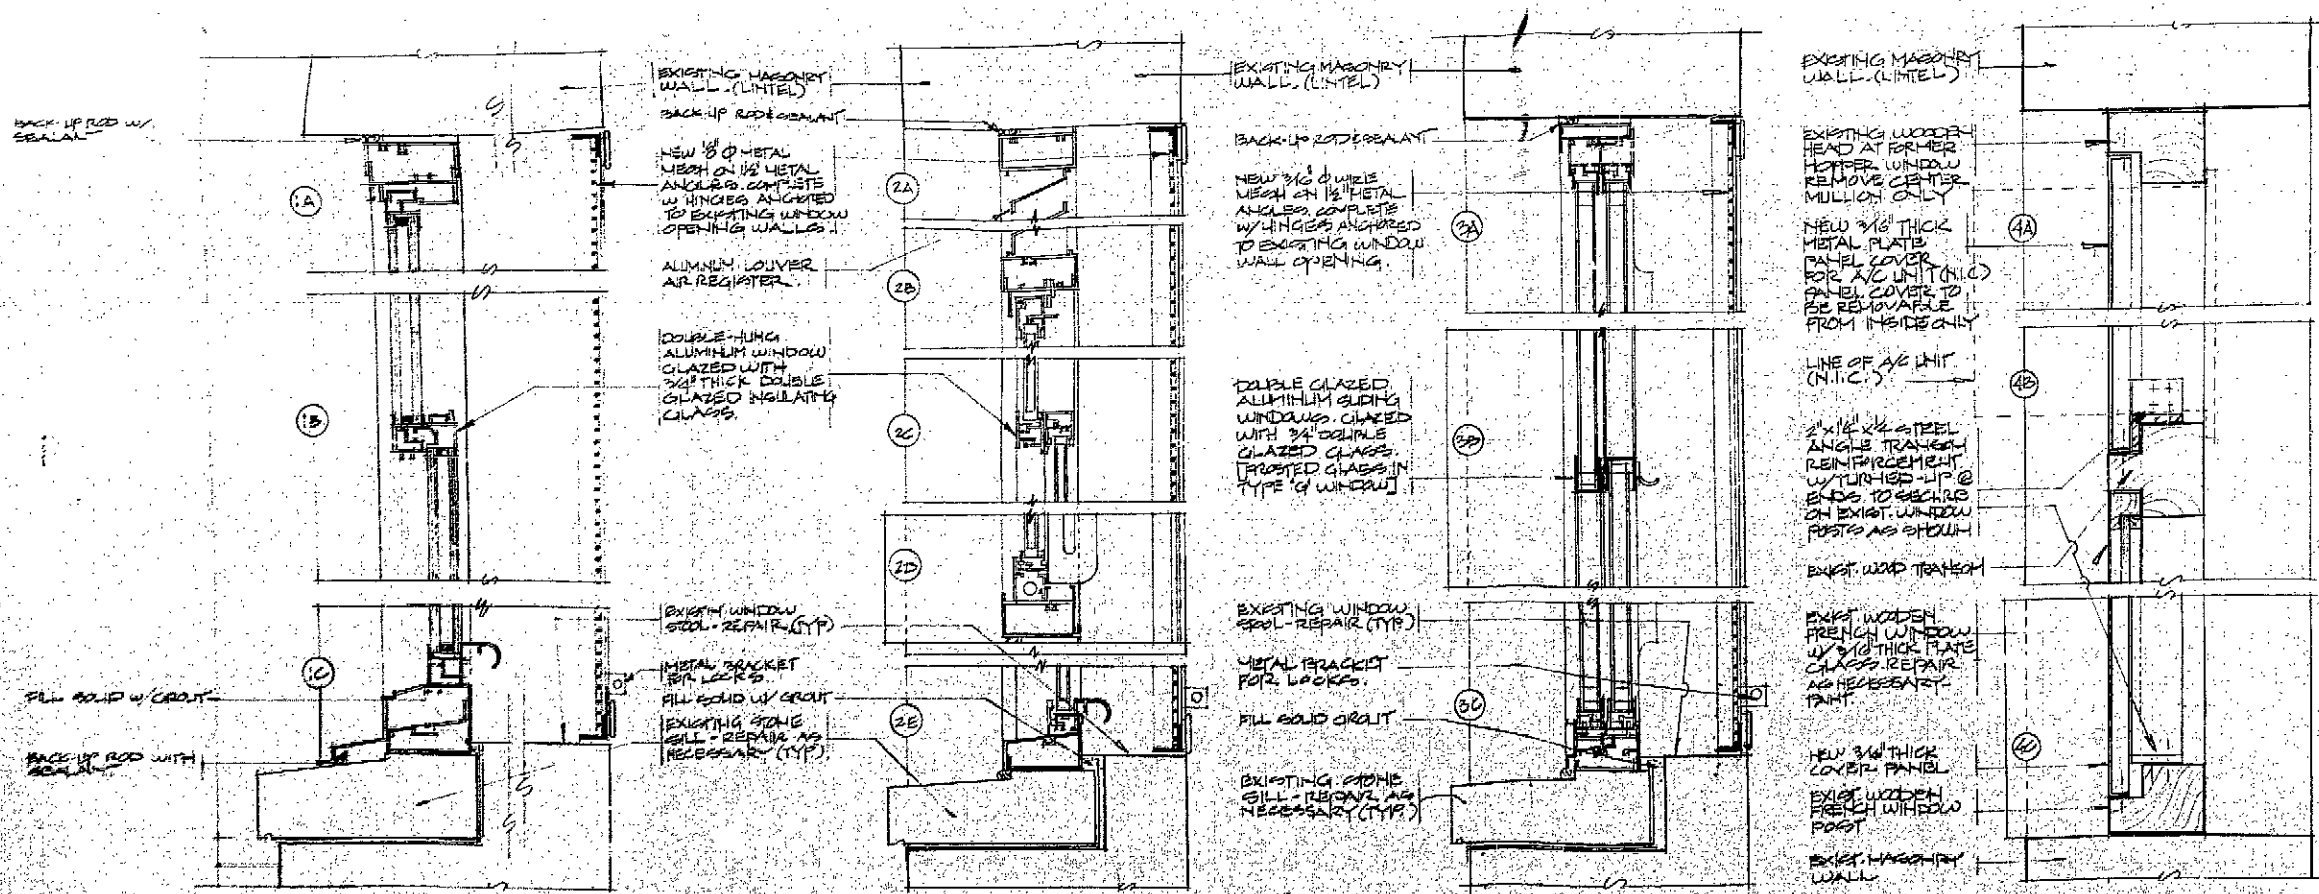 BACK-UP ROD W/
SEALANT
1A
1B
1C
FILL SOLID W/ GROUT
BACK-UP ROD WITH
SEALANT.
EXISTING MASONRY
WALL. (LINTEL)
BACK-UP ROD & SEALANT
NEW Ø METAL
MESH ON 1½" METAL
ANGLES. COMPLETE
W/ HINGES ANCHORED
TO EXISTING WINDOW
OPENING WALLS.
ALUMINUM LOUVER
AIR REGISTER.
DOUBLE-HUNG
ALUMINUM WINDOW
GLAZED WITH
3/4" THICK DOUBLE
GLAZED INSULATING
GLASS.
WINDOW
STOOL-REPAIR (TYP)
METAL BRACKET
FOR LOCKS.
FILL SOLID W/ GROUT
EXISTING STONE
SILL - REPAIR AS
NECESSARY (TYP).
2A
2B
2C
2D
2E
EXISTING MASONRY
WALL. (LINTEL)
BACK-UP ROD & SEALANT
NEW 3/16" Ø WIRE
MESH ON 1½" METAL
ANGLES, COMPLETE
W/ HINGES ANCHORED
TO EXISTING WINDOW
WALL OPENING.
DOUBLE GLAZED
ALUMINUM SLIDING
WINDOWS. GLAZED
WITH 3/4" DOUBLE
GLAZED GLASS.
[FROSTED GLASS IN
TYPE 'G' WINDOW]
EXISTING WINDOW
STOOL-REPAIR (TYP)
METAL BRACKET
FOR LOCKS.
FILL SOLID GROUT
EXISTING STONE
SILL - REPAIR AS
NECESSARY (TYP.)
3A
3B
3C
EXISTING MASONRY
WALL. (LINTEL)
EXISTING WOODEN
HEAD AT FORMER
HOPPER WINDOW
REMOVE CENTER
MULLION ONLY
NEW 3/16" THICK
METAL PLATE
PANEL COVER
FOR A/C UNIT (N.I.C)
PANEL COVER TO
BE REMOVABLE
FROM INSIDE ONLY
LINE OF A/C UNIT
(N.I.C.)
STEEL
ANGLE TRANSOM
REINFORCEMENT
W/ TURNED-UP @
ENDS TO SECURE
ON EXIST. WINDOW
POSTS AS SHOWN
EXIST. WOOD TRANSOM
EXIST WOODEN
FRENCH WINDOW
W/ 3/16 THICK PLATE
GLASS. REPAIR
AS NECESSARY-
PAINT.
NEW 3/16" THICK
COVER PANEL
EXIST WOODEN
FRENCH WINDOW
POST
EXIST. MASONRY
WALL
4A
4B
4C